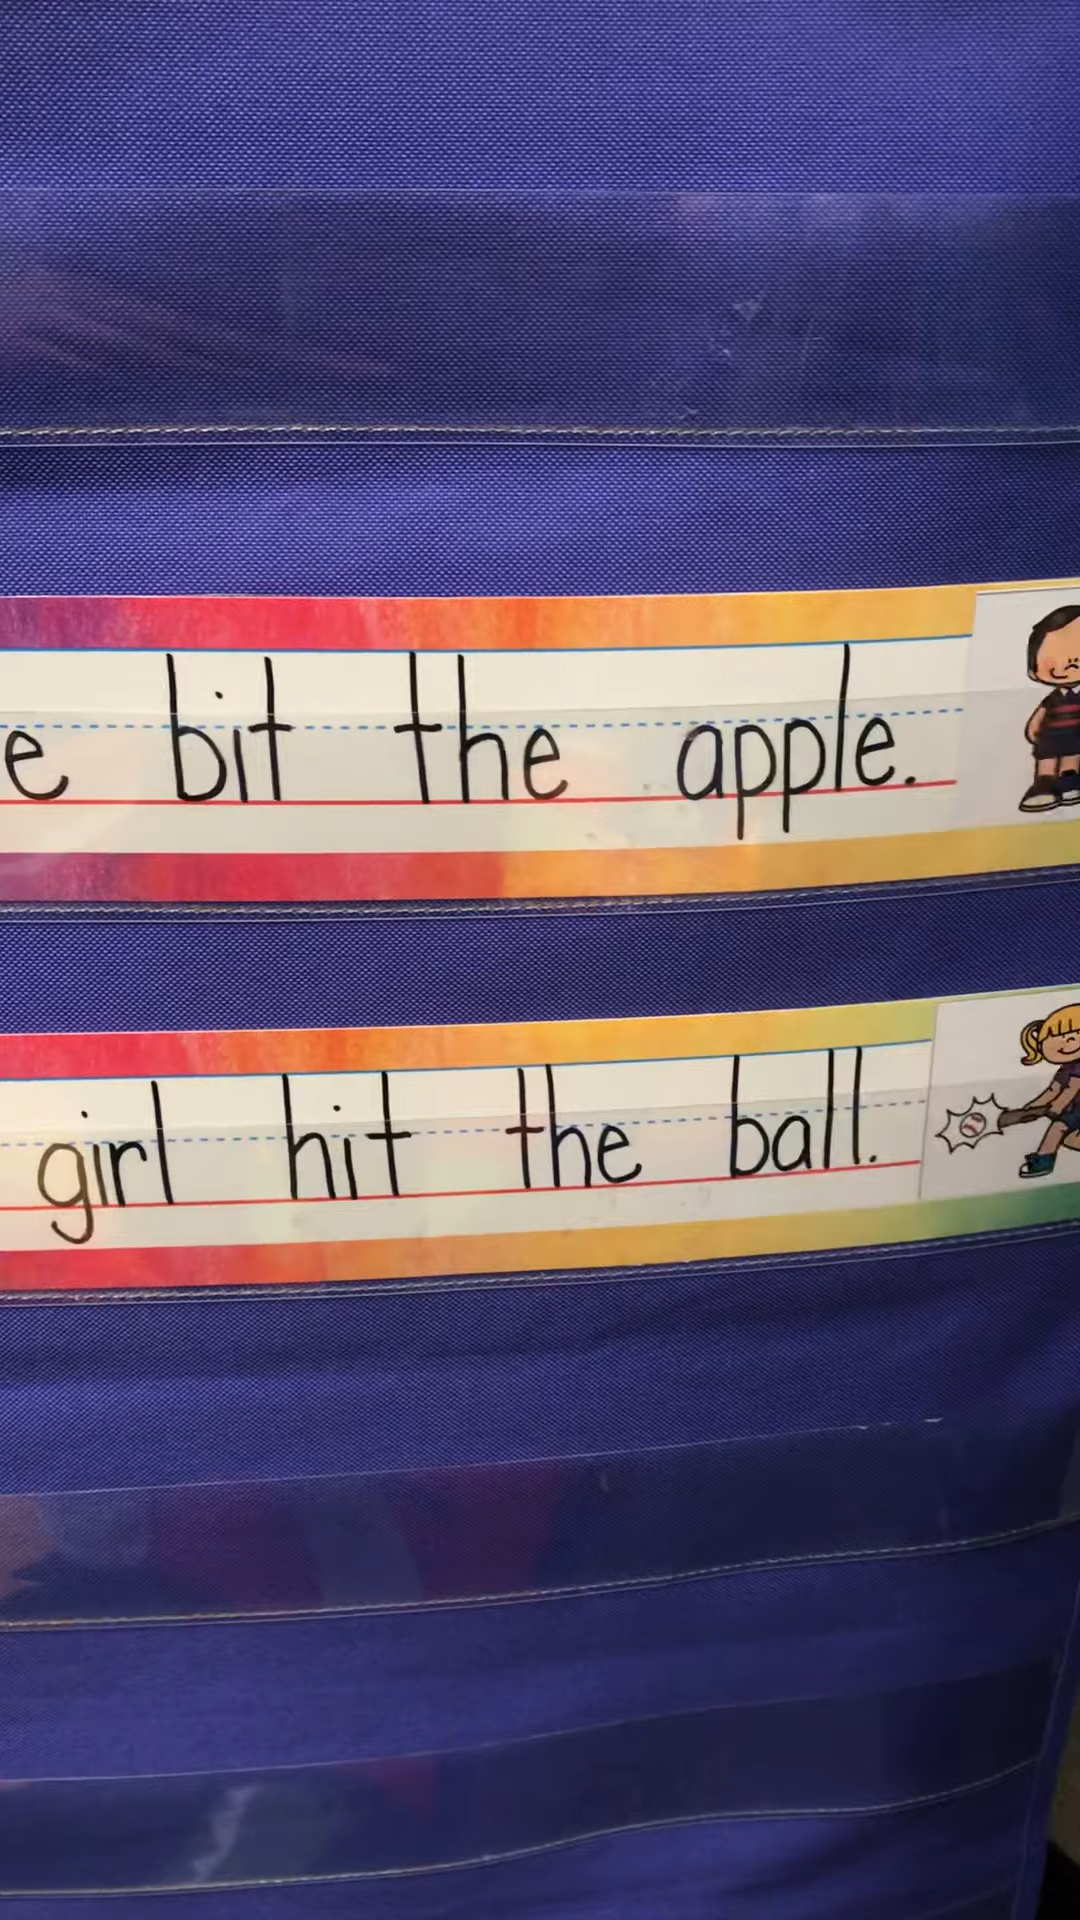 e bit the apple.
girl hit the ball.